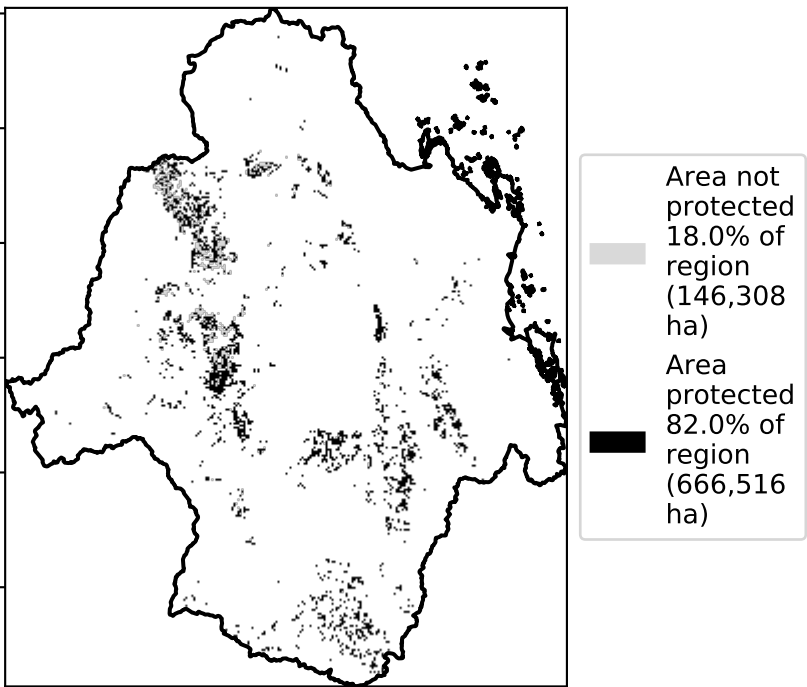 Area not
protected
18.0% of
region
(146,308
ha)
Area
protected
82.0% of
region
(666,516
ha)